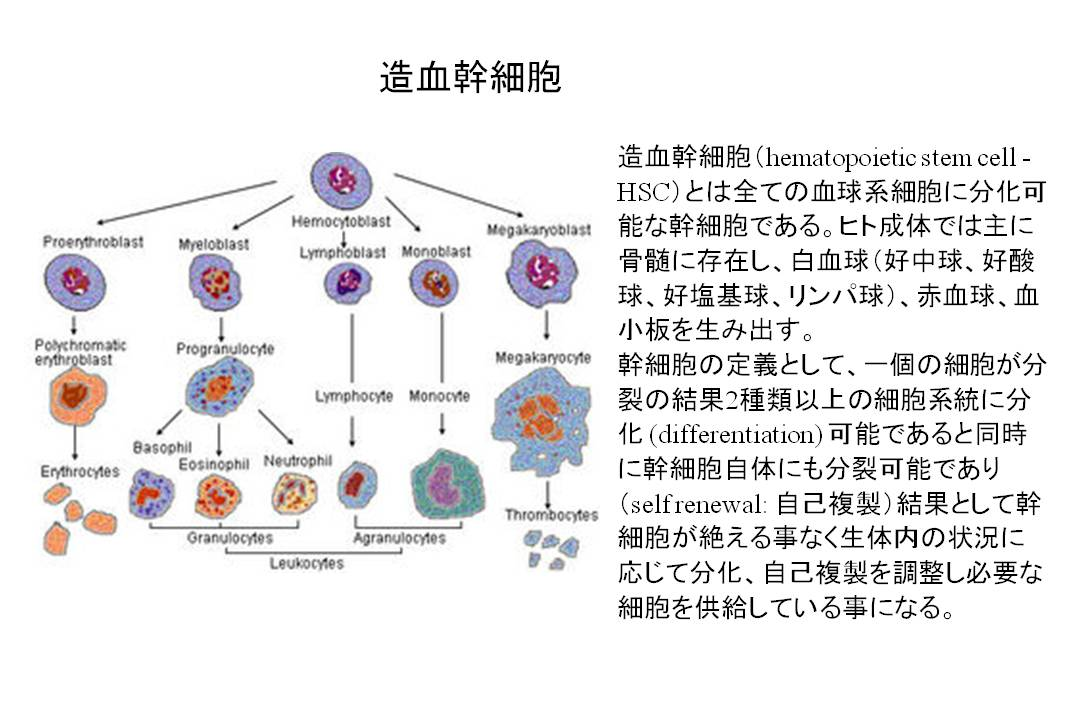 造血幹細胞
造血幹細胞（hematopoietic stem cell -
HSC）とは全ての血球系細胞に分化可
能な幹細胞である。ヒト成体では主に
骨髄に存在し、白血球（好中球、好酸
球、好塩基球、リンパ球）、赤血球、血
小板を生み出す。
幹細胞の定義として、一個の細胞が分
裂の結果2種類以上の細胞系統に分
化 (differentiation) 可能であると同時
に幹細胞自体にも分裂可能であり
（self renewal: 自己複製）結果として幹
細胞が絶える事なく生体内の状況に
応じて分化、自己複製を調整し必要な
細胞を供給している事になる。
Hemocytoblast
Proerythroblast
Myeloblast
Lymphoblast
Monoblast
Megakaryoblast
Polychromatic
erythroblast
Progranulocyte
Lymphocyte
Monocyte
Megakaryocyte
Basophil
Eosinophil
Neutrophil
Erythrocytes
Thrombocytes
Granulocytes
Agranulocytes
Leukocytes